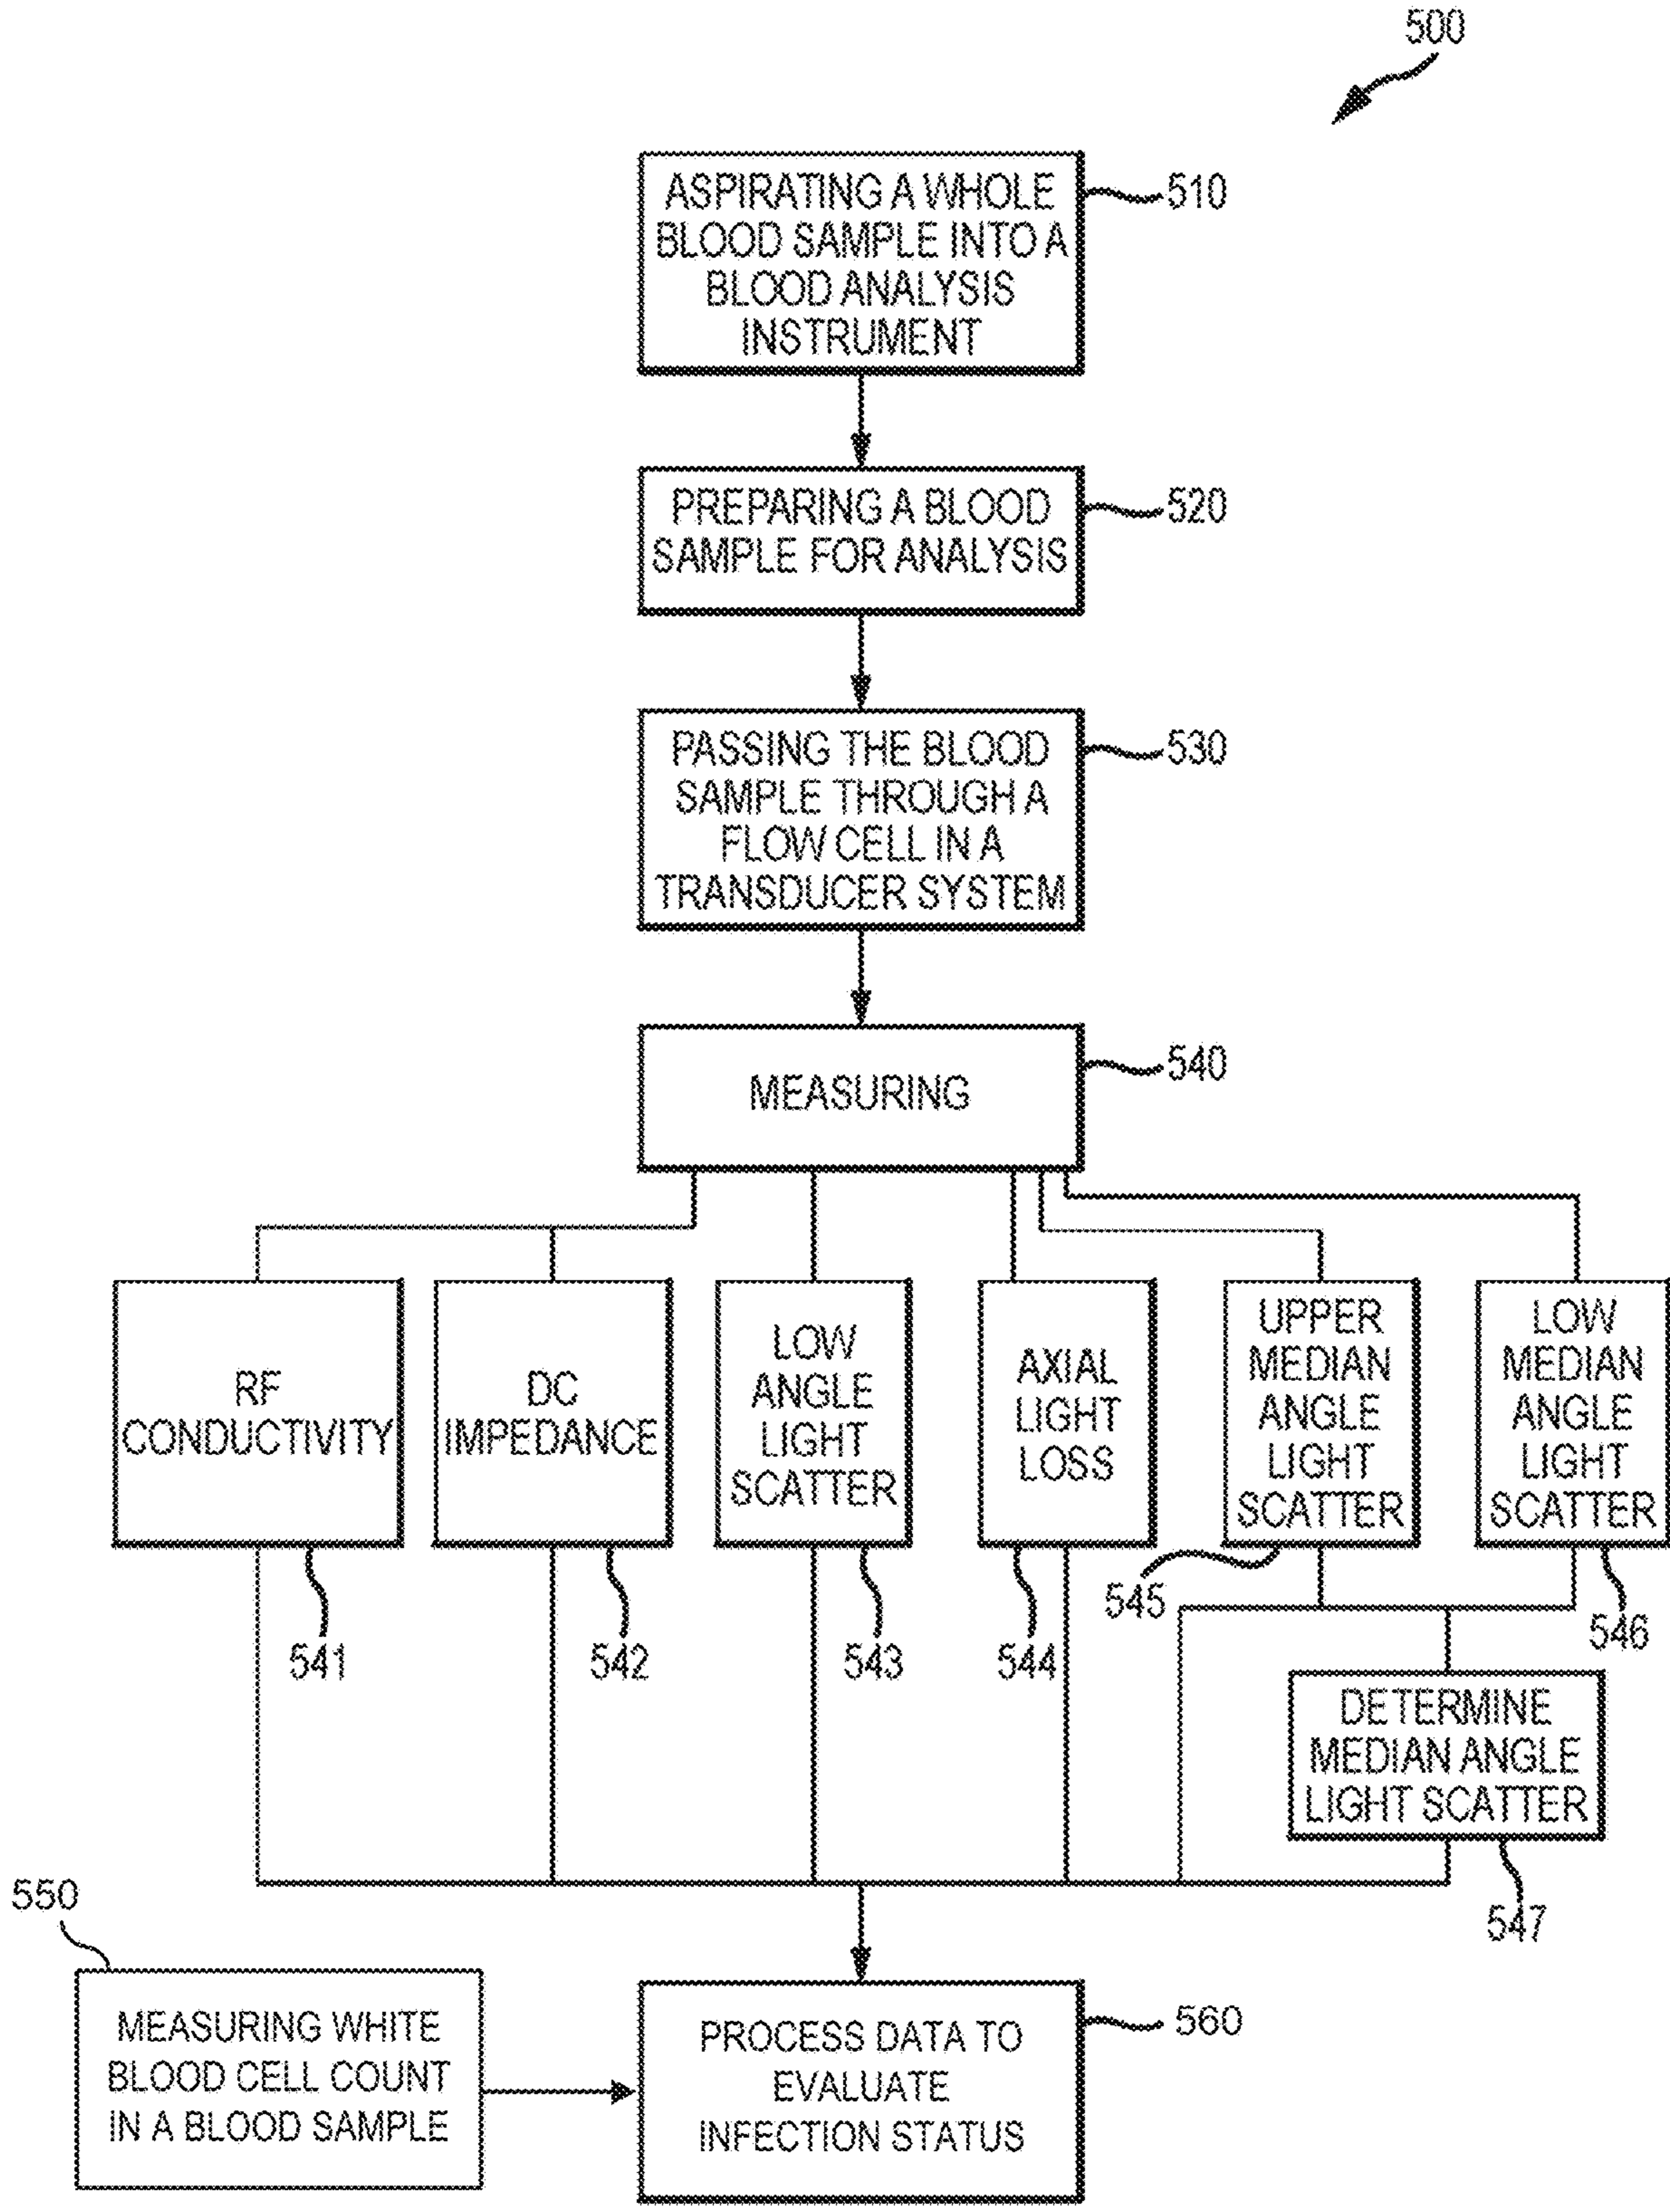 500
ASPIRATING A WHOLE
BLOOD SAMPLE INTO A
BLOOD ANALYSIS
INSTRUMENT
510
PREPARING A BLOOD
SAMPLE FOR ANALYSIS
520
PASSING THE BLOOD
SAMPLE THROUGH A
FLOW CELL IN A
TRANSDUCER SYSTEM
530
MEASURING
540
RF
CONDUCTIVITY
541
DC
IMPEDANCE
542
LOW
ANGLE
LIGHT
SCATTER
543
AXIAL
LIGHT
LOSS
544
UPPER
MEDIAN
ANGLE
LIGHT
SCATTER
545
LOW
MEDIAN
ANGLE
LIGHT
SCATTER
546
DETERMINE
MEDIAN ANGLE
LIGHT SCATTER
547
550
MEASURING WHITE
BLOOD CELL COUNT
IN A BLOOD SAMPLE
PROCESS DATA TO
EVALUATE
INFECTION STATUS
560